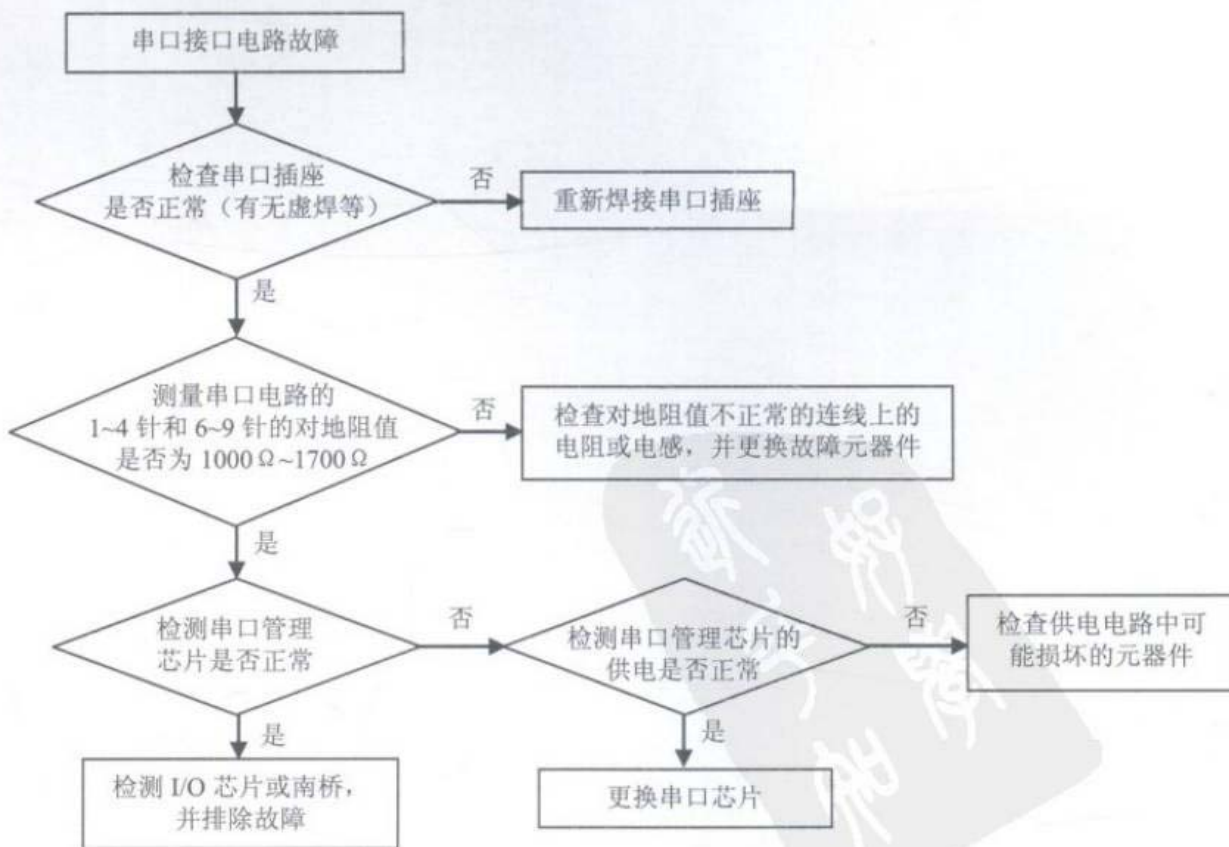 串口接口电路故障
检查串口插座
是否正常（有无虚焊等）
否
重新焊接串口插座
是
测量串口电路的
1~4 针和 6~9 针的对地阻值
是否为 1000Ω~1700Ω
否
检查对地阻值不正常的连线上的
电阻或电感，并更换故障元器件
是
检测串口管理
芯片是否正常
否
检测串口管理芯片的
供电是否正常
否
检查供电电路中可
能损坏的元器件
是
检测 I/O 芯片或南桥，
并排除故障
是
更换串口芯片